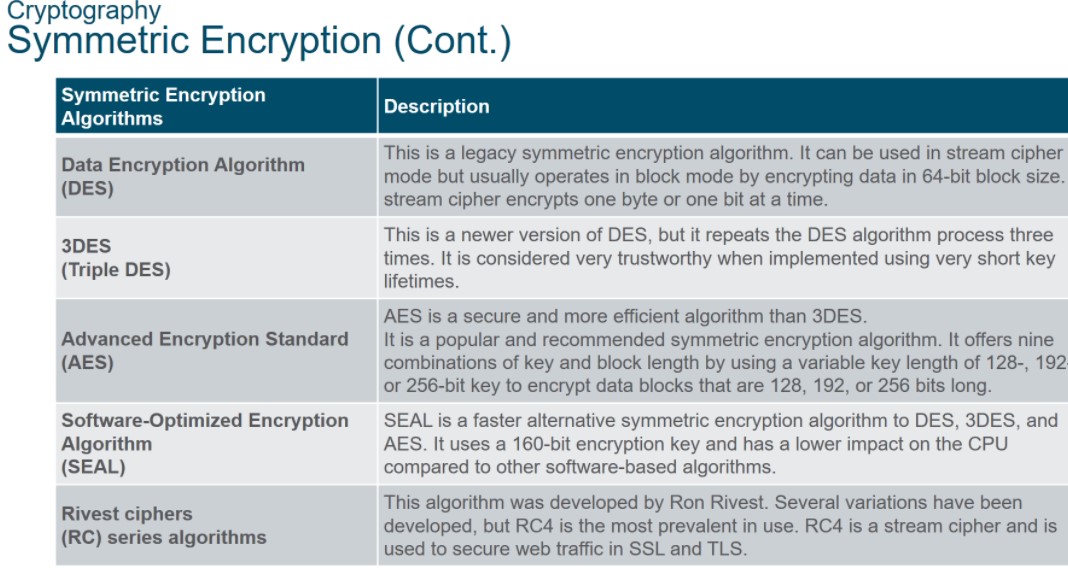 Cryptography
Symmetric Encryption (Cont.)
Symmetric Encryption
Algorithms
Description
Data Encryption Algorithm
(DES)
This is a legacy symmetric encryption algorithm. It can be used in stream cipher
mode but usually operates in block mode by encrypting data in 64-bit block size.
stream cipher encrypts one byte or one bit at a time.
3DES
(Triple DES)
This is a newer version of DES, but it repeats the DES algorithm process three
times. It is considered very trustworthy when implemented using very short key
lifetimes.
Advanced Encryption Standard
(AES)
AES is a secure and more efficient algorithm than 3DES.
It is a popular and recommended symmetric encryption algorithm. It offers nine
combinations of key and block length by using a variable key length of 128-, 192-
or 256-bit key to encrypt data blocks that are 128, 192, or 256 bits long.
Software-Optimized Encryption
Algorithm
(SEAL)
SEAL is a faster alternative symmetric encryption algorithm to DES, 3DES, and
AES. It uses a 160-bit encryption key and has a lower impact on the CPU
compared to other software-based algorithms.
Rivest ciphers
(RC) series algorithms
This algorithm was developed by Ron Rivest. Several variations have been
developed, but RC4 is the most prevalent in use. RC4 is a stream cipher and is
used to secure web traffic in SSL and TLS.